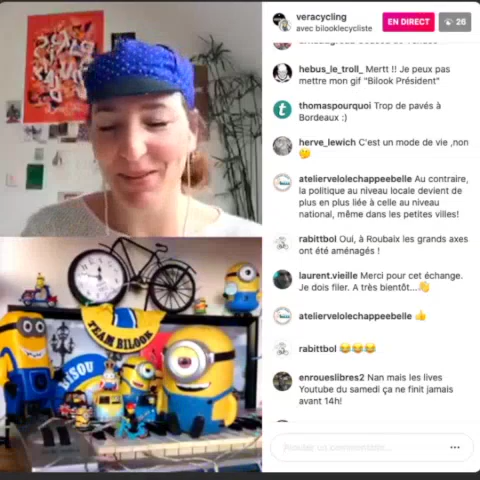 veracycling
avec bilooklecycliste
EN DIRECT
26
hebus_le_troll_ Mertt !! Je peux pas
mettre mon gif "Bilook Président"
thomaspourquoi Trop de pavés à
Bordeaux :)
herve_lewich C'est un mode de vie ,non
🤔
ateliervelolechappeebelle Au contraire,
la politique au niveau locale devient de
plus en plus liée à celle au niveau
national, même dans les petites villes!
rabittbol Oui, à Roubaix les grands axes
ont été aménagés !
laurent.vieille Merci pour cet échange.
Je dois filer. A très bientôt...👋
ateliervelolechappeebelle 👍
rabittbol 😂😂😂
enroueslibres2 Nan mais les lives
Youtube du samedi ça ne finit jamais
avant 14h!
TEAM BILOOK
BISOU